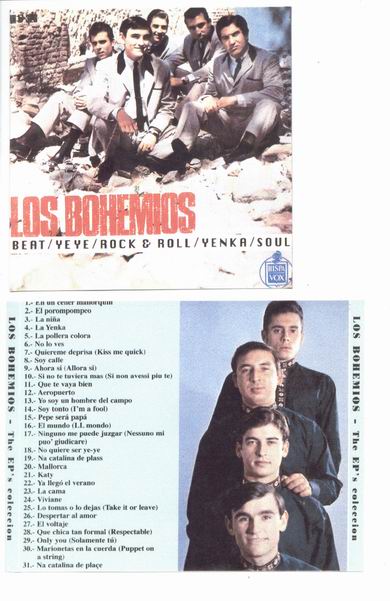 LOS BOHEMIOS
BEAT/YEYE/ROCK & ROLL/YENKA/SOUL
HISPA
VOX
LOS BOHEMIOS - The EP's coleccion
1.- En un celler mallorquin
2.- El porompompeo
3.- La niña
4.- La Yenka
5.- La pollera colora
6.- No lo ves
7.- Quiereme deprisa (Kiss me quick)
8.- Soy caffe
9.- Ahora si (Allora si)
10.- Si no te tuviera mas (Si non avessi piu te)
11.- Que te vaya bien
12.- Aeropuerto
13.- Yo soy un hombre del campo
14.- Soy tonto (I'm a fool)
15.- Pepe será papá
16.- El mundo (I.L mondo)
17.- Ninguno me puede juzgar (Nessuno mi
puo' giudicare)
18.- No quiere ser ye-ye
19.- Na catalina de plass
20.- Mallorca
21.- Katy
22.- Ya llegó el verano
23.- La cama
24.- Viviane
25.- Lo tomas o lo dejas (Take it or leave)
26.- Despertar al amor
27.- El voltaje
28.- Que chica tan formal (Respectable)
29.- Only you (Solamente tú)
30.- Marionetas en la cuerda (Puppet on
a string)
31.- Na catalina de plaçe
LOS BOHEMIOS - The EP's coleccion